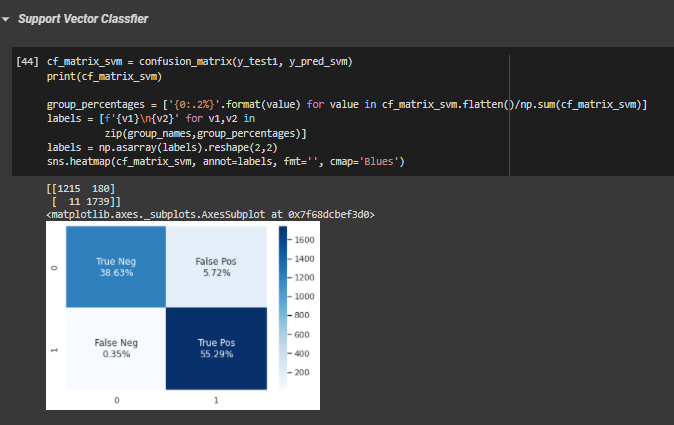 Support Vector Classfier
[44] cf_matrix_svm = confusion_matrix(y_test1, y_pred_svm)
print(cf_matrix_svm)
group_percentages = ['{0:.2%}'.format(value) for value in cf_matrix_svm.flatten()/np.sum(cf_matrix_svm)]
labels = [f'{v1}\n{v2}' for v1,v2 in
zip(group_names,group_percentages)]
labels = np.asarray(labels).reshape(2,2)
sns.heatmap(cf_matrix_svm, annot=labels, fmt='', cmap='Blues')
[[1215  180]
[  11 1739]]
<matplotlib.axes._subplots.AxesSubplot at 0x7f68dcbef3d0>
True Neg
38.63%
False Pos
5.72%
False Neg
0.35%
True Pos
55.29%
0
1
0
1
1600
1400
1200
1000
800
600
400
200